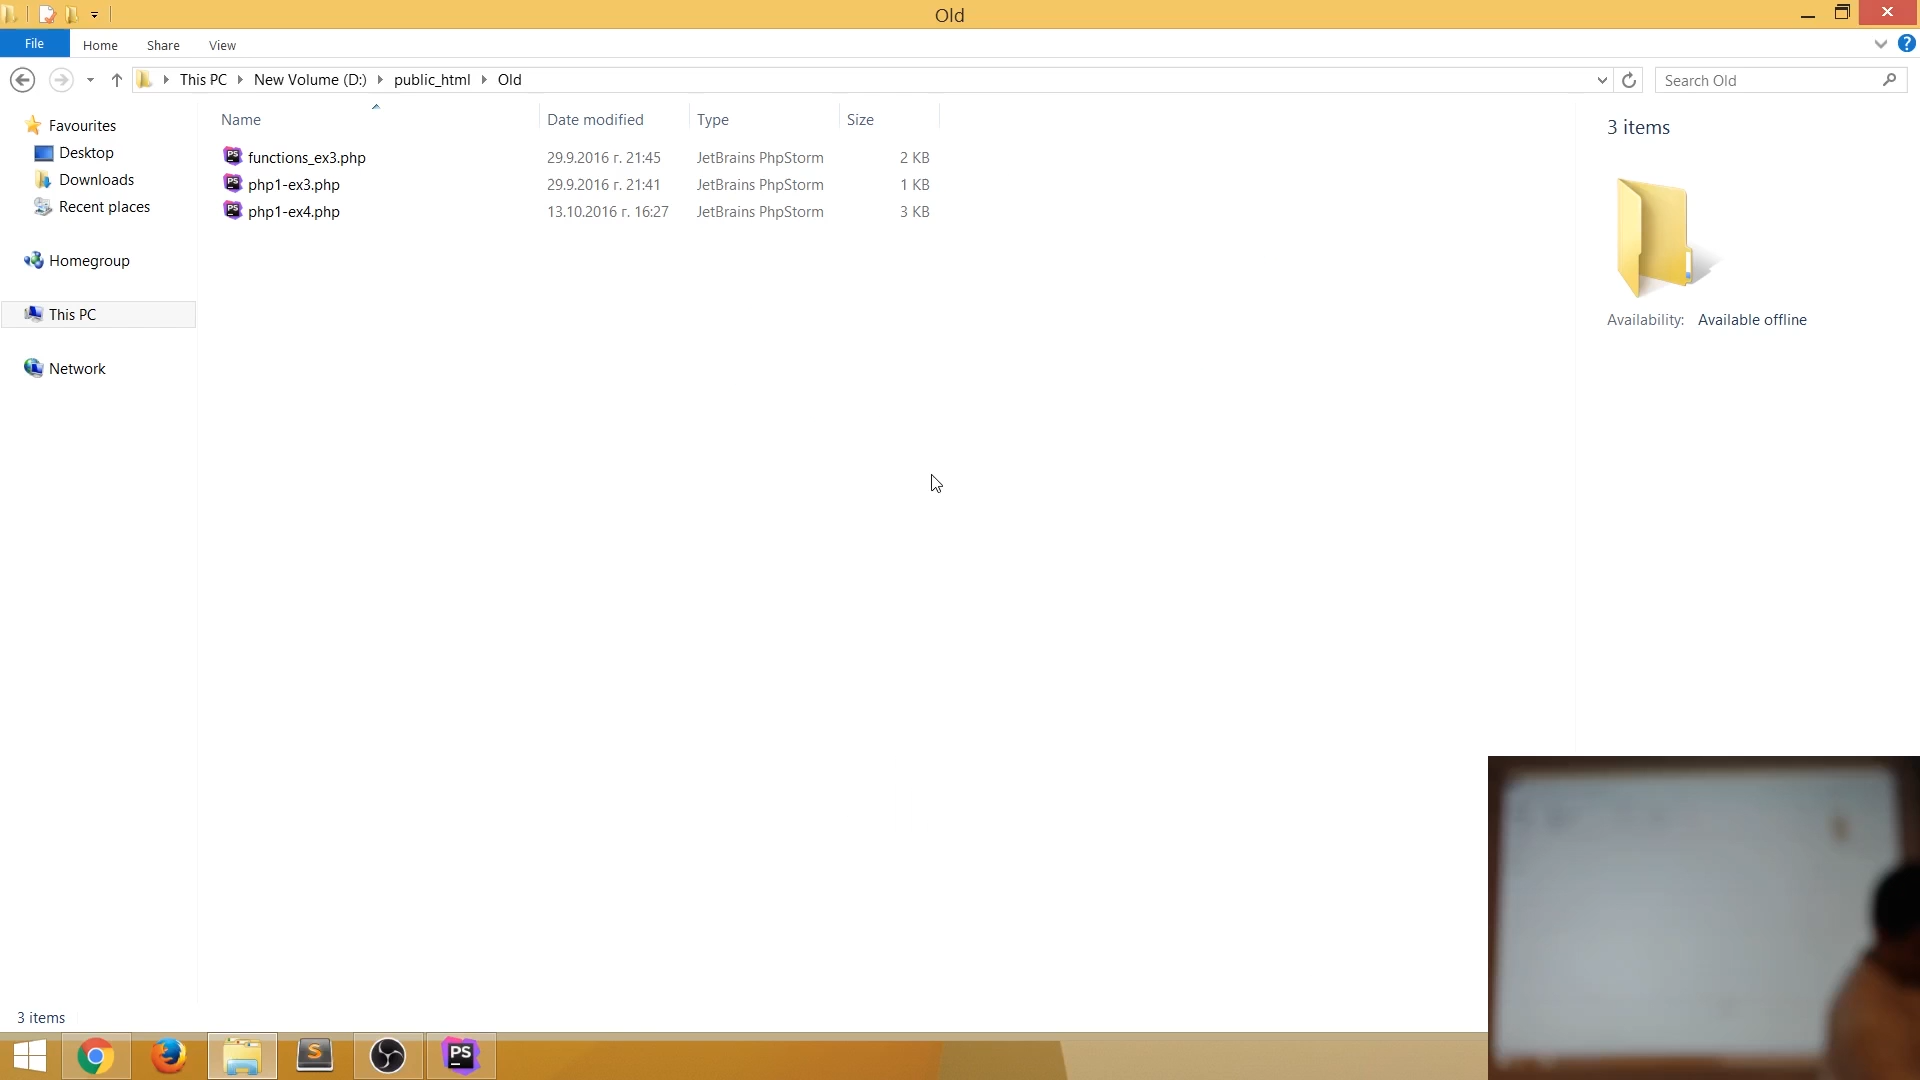 Old
File Home Share View
This PC New Volume (D:) public_html Old
Search Old
Favourites
Desktop
Downloads
Recent places
Homegroup
This PC
Network
Name Date modified Type Size
functions_ex3.php 29.9.2016 г. 21:45 JetBrains PhpStorm 2 KB
php1-ex3.php 29.9.2016 г. 21:41 JetBrains PhpStorm 1 KB
php1-ex4.php 13.10.2016 г. 16:27 JetBrains PhpStorm 3 KB
3 items
Availability: Available offline
3 items
PS